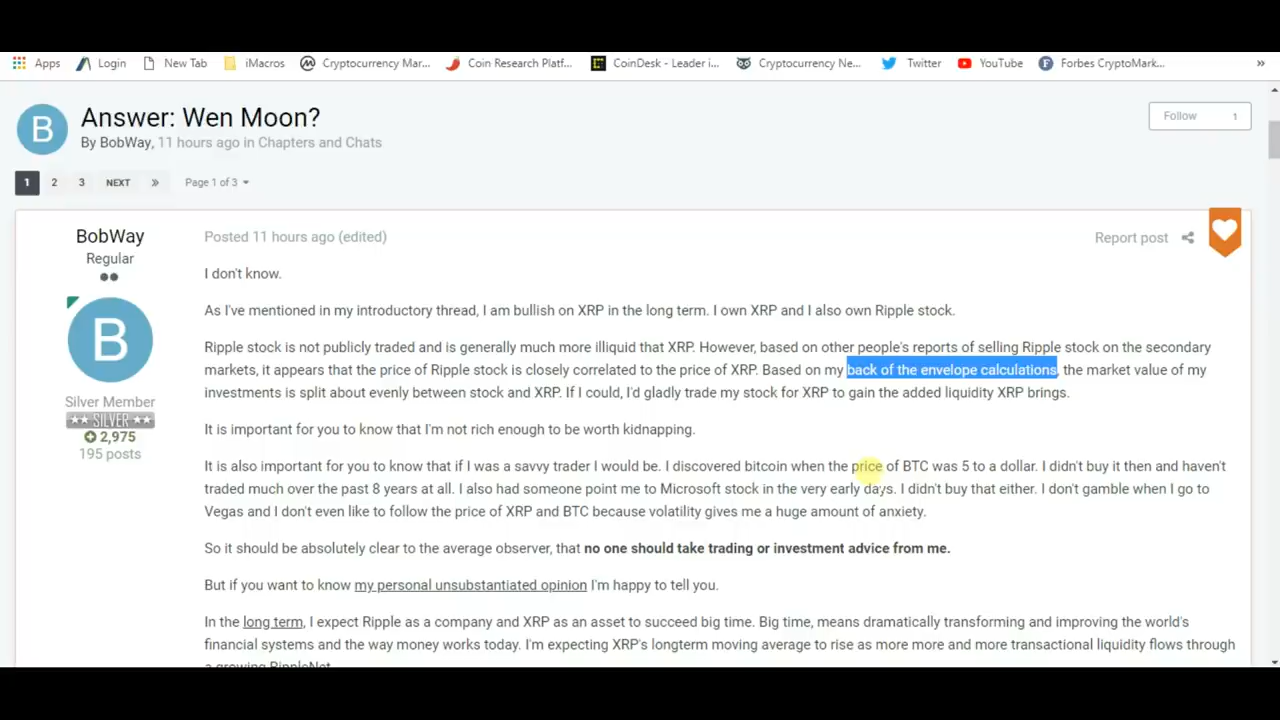 Apps Login New Tab iMacros Cryptocurrency Mar... Coin Research Platf... CoinDesk - Leader i... Cryptocurrency Ne... Twitter YouTube Forbes CryptoMark... »
B
Answer: Wen Moon?
By BobWay, 11 hours ago in Chapters and Chats
Follow 1
1 2 3 NEXT » Page 1 of 3
BobWay
Regular
B
Silver Member
SILVER
2,975
195 posts
Posted 11 hours ago (edited)
Report post
I don't know.
As I've mentioned in my introductory thread, I am bullish on XRP in the long term. I own XRP and I also own Ripple stock.
Ripple stock is not publicly traded and is generally much more illiquid that XRP. However, based on other people's reports of selling Ripple stock on the secondary
markets, it appears that the price of Ripple stock is closely correlated to the price of XRP. Based on my back of the envelope calculations, the market value of my
investments is split about evenly between stock and XRP. If I could, I'd gladly trade my stock for XRP to gain the added liquidity XRP brings.
It is important for you to know that I'm not rich enough to be worth kidnapping.
It is also important for you to know that if I was a savvy trader I would be. I discovered bitcoin when the price of BTC was 5 to a dollar. I didn't buy it then and haven't
traded much over the past 8 years at all. I also had someone point me to Microsoft stock in the very early days. I didn't buy that either. I don't gamble when I go to
Vegas and I don't even like to follow the price of XRP and BTC because volatility gives me a huge amount of anxiety.
So it should be absolutely clear to the average observer, that no one should take trading or investment advice from me.
But if you want to know my personal unsubstantiated opinion I'm happy to tell you.
In the long term, I expect Ripple as a company and XRP as an asset to succeed big time. Big time, means dramatically transforming and improving the world's
financial systems and the way money works today. I'm expecting XRP's longterm moving average to rise as more more and more transactional liquidity flows through
a growing RippleNet.